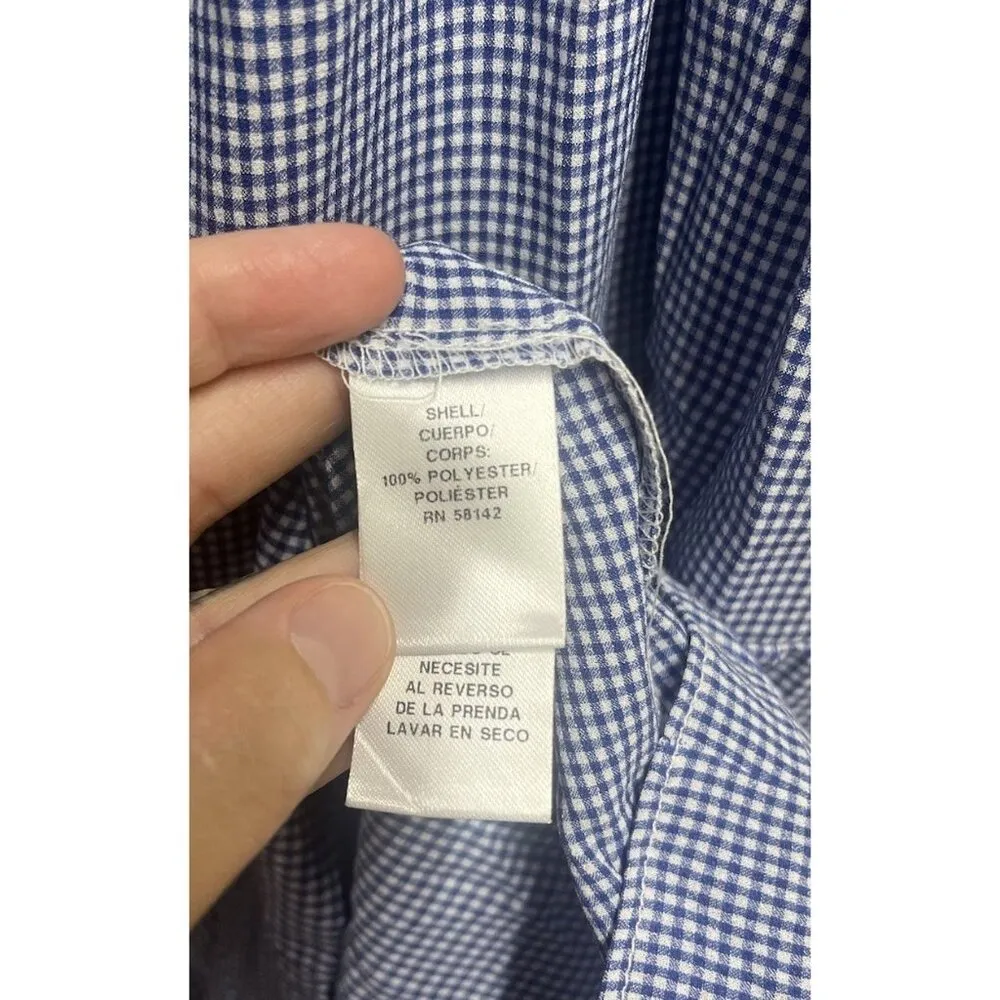 SHELL/
CUERPO/
CORPS:
100% POLYESTER/
POLIÉSTER
RN 58142
NECESITE
AL REVERSO
DE LA PRENDA
LAVAR EN SECO